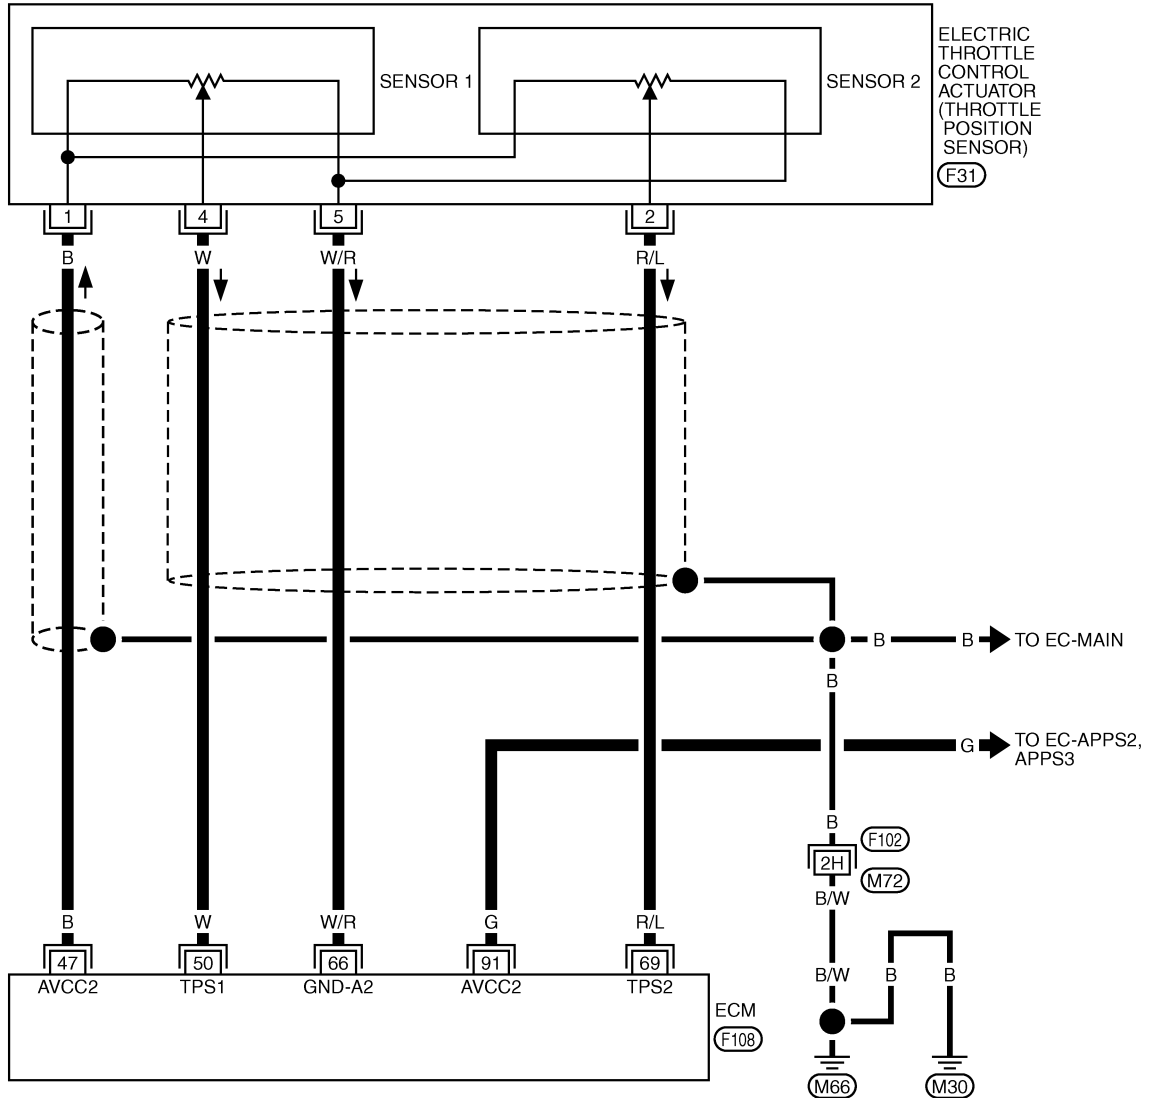 ELECTRIC
THROTTLE
CONTROL
ACTUATOR
(THROTTLE
POSITION
SENSOR)
F31
SENSOR 1
SENSOR 2
1 4 5 2
B W W/R R/L
B B TO EC-MAIN
B
G TO EC-APPS2,
APPS3
B
F102
2H
M72
B/W
B W W/R G R/L
47 50 66 91 69
AVCC2 TPS1 GND-A2 AVCC2 TPS2
B/W B B
ECM
F108
M66 M30